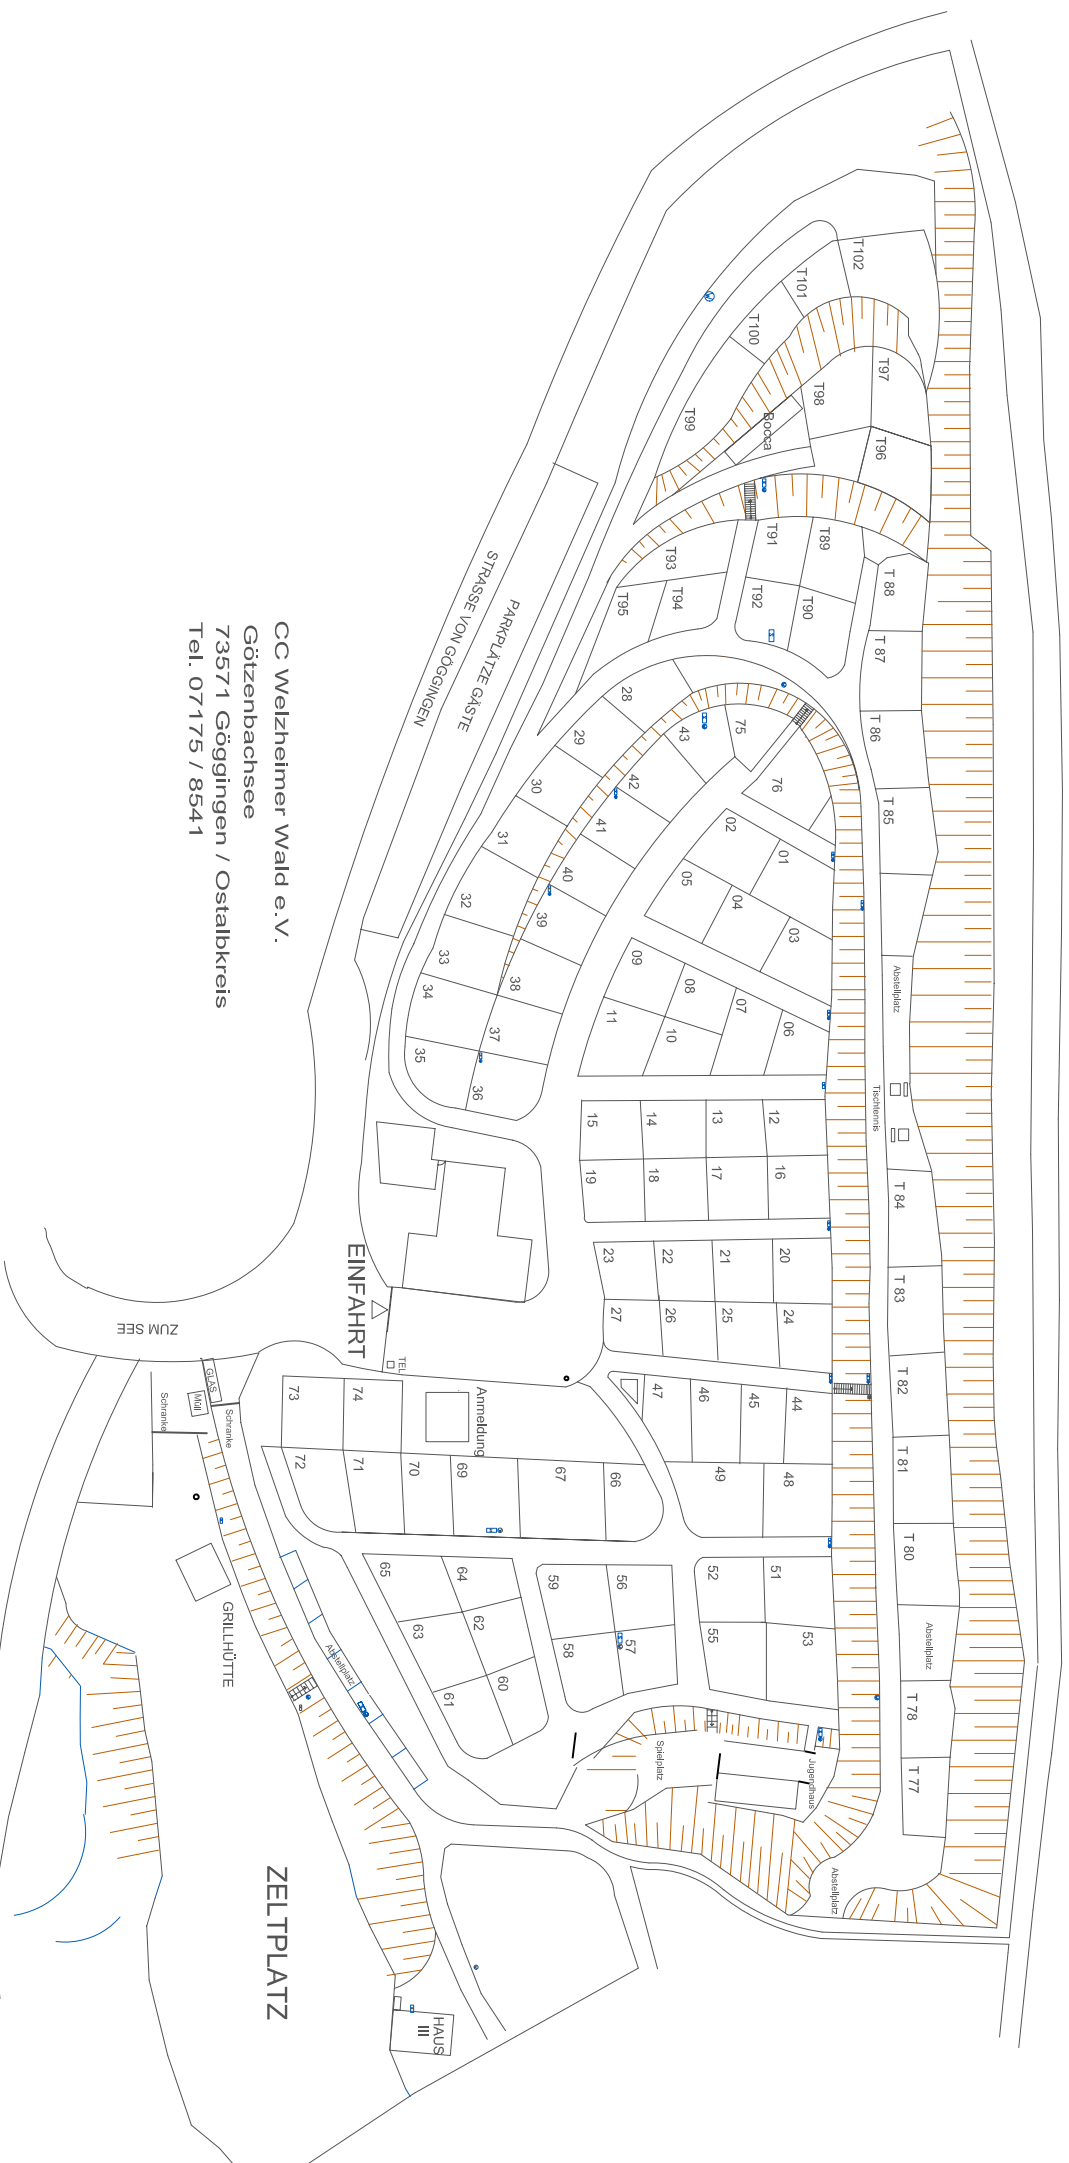 CC Welzheimer Wald e.V.
Götzenbachsee
73571 Göggingen / Ostalbkreis
Tel. 07175 / 8541
STRASSE VON GÖGGINGEN
PARKPLÄTZE GÄSTE
EINFAHRT
ZUM SEE
TEL
Anmeldung
GLAS
Müll
Schranke
Schranke
GRILLHÜTTE
Abstellplatz
ZELTPLATZ
HAUS
III
Spielplatz
Jugendhaus
Abstellplatz
Abstellplatz
Tischtennis
Abstellplatz
Bocca
T102
T101
T100
T99
T98
T97
T96
T95
T94
T93
T92
T91
T90
T89
T 88
T 87
T 86
T 85
T 84
T 83
T 82
T 81
T 80
T 78
T 77
76
75
74
73
72
71
70
69
67
66
65
64
63
62
61
60
59
58
57
56
55
53
52
51
49
48
47
46
45
44
43
42
41
40
39
38
37
36
35
34
33
32
31
30
29
28
27
26
25
24
23
22
21
20
19
18
17
16
15
14
13
12
11
10
09
08
07
06
05
04
03
02
01